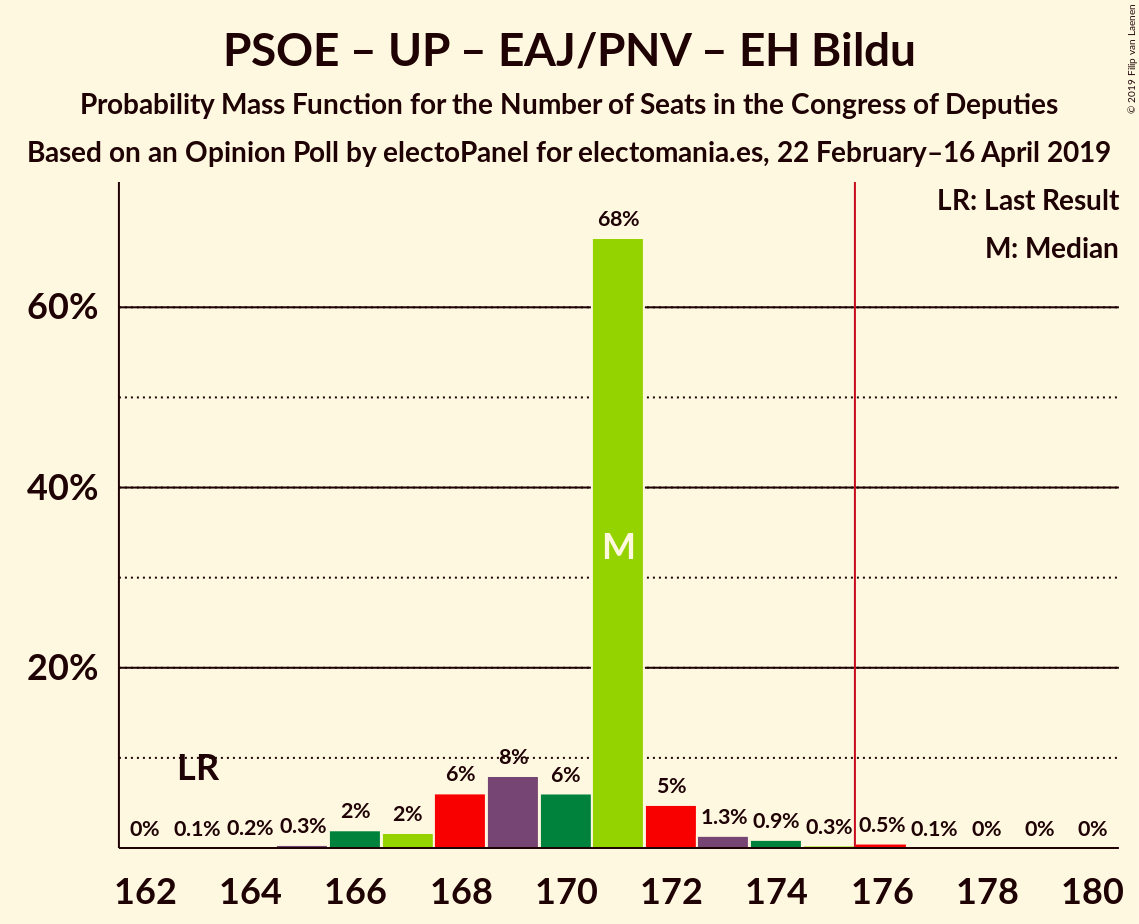 PSOE – UP – EAJ/PNV – EH Bildu
Probability Mass Function for the Number of Seats in the Congress of Deputies
Based on an Opinion Poll by electoPanel for electomania.es, 22 February–16 April 2019
© 2019 Filip van Laenen
LR: Last Result
M: Median
60%
40%
20%
68%
M
LR
0% 0.1% 0.2% 0.3% 2% 2% 6% 8% 6% 5% 1.3% 0.9% 0.3% 0.5% 0.1% 0% 0% 0%
162 164 166 168 170 172 174 176 178 180